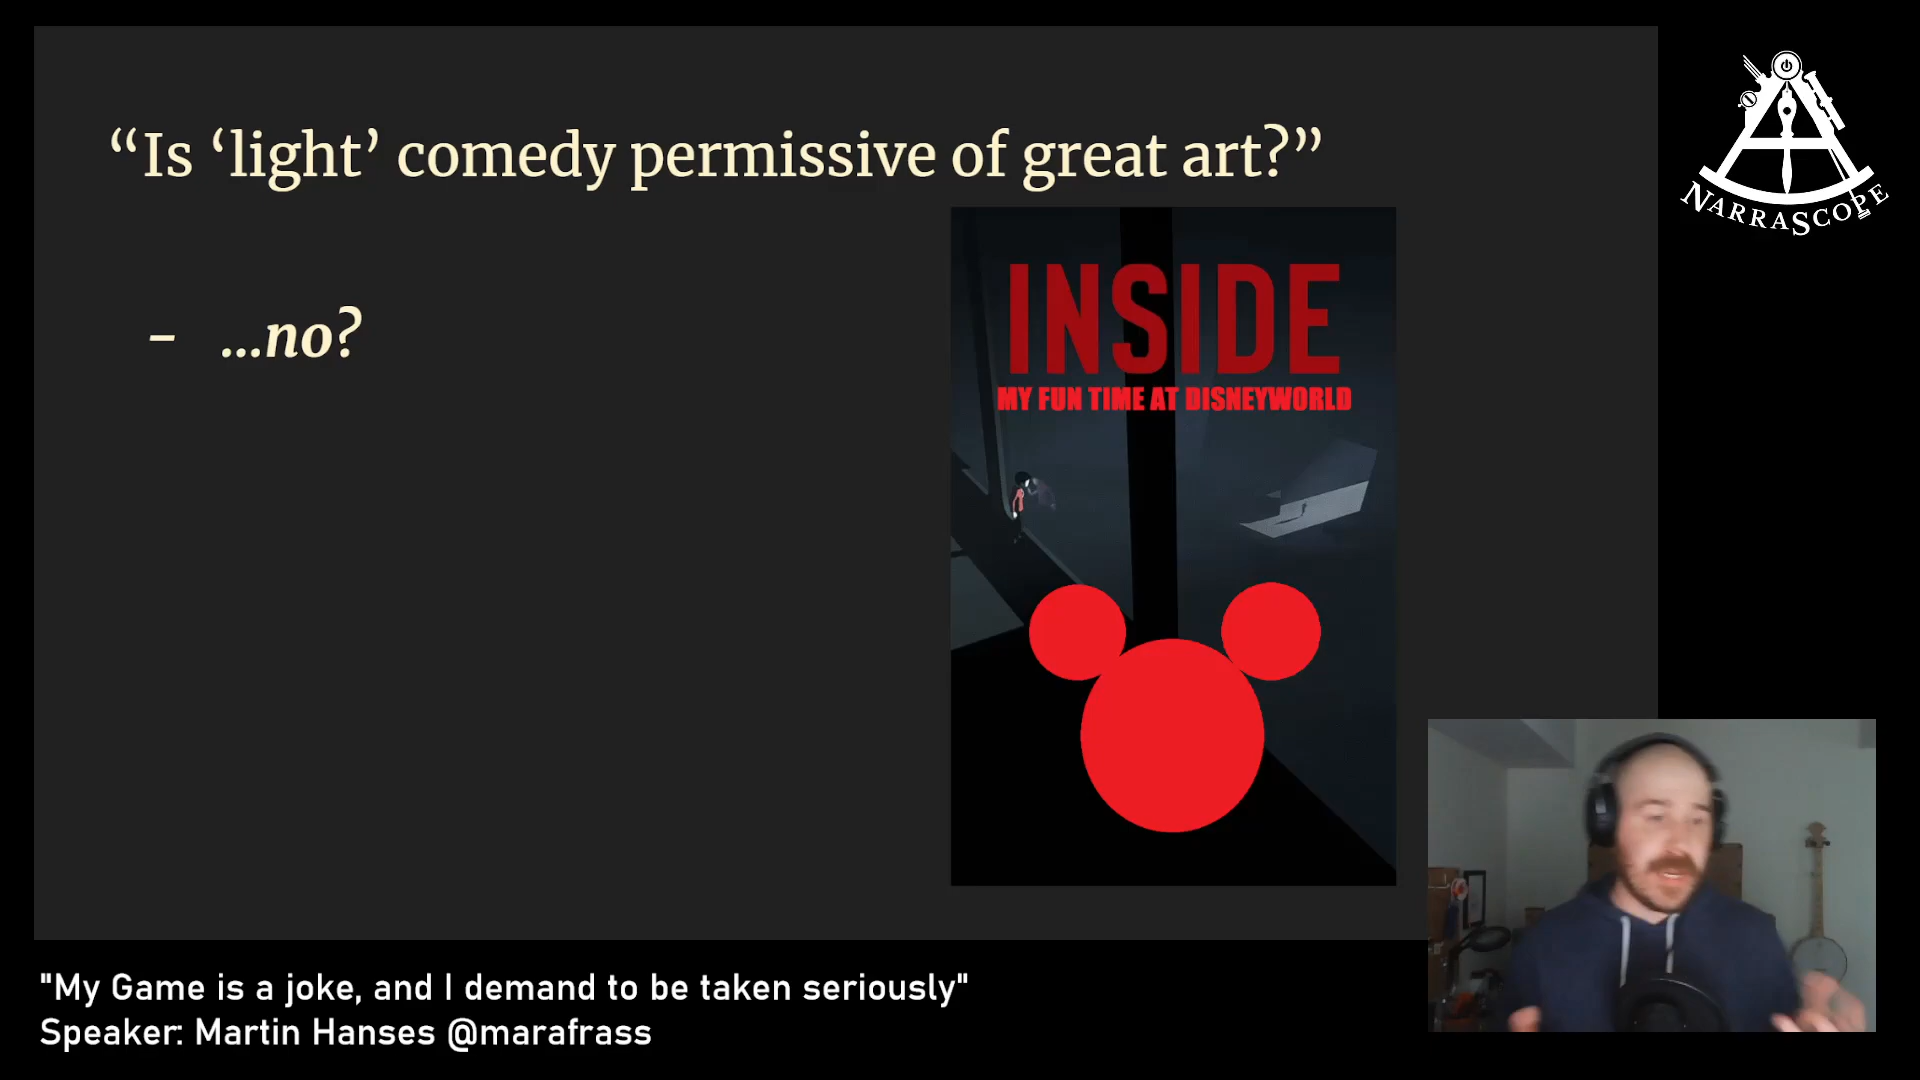 “Is ‘light’ comedy permissive of great art?”
- ...no?
INSIDE
MY FUN TIME AT DISNEYWORLD
NARRASCOPE
"My Game is a joke, and I demand to be taken seriously"
Speaker: Martin Hanses @marafrass